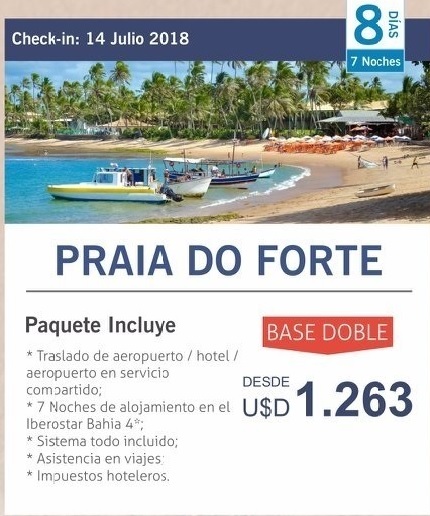 Check-in: 14 Julio 2018
8 DÍAS
7 Noches
PRAIA DO FORTE
Paquete Incluye
* Traslado de aeropuerto / hotel /
aeropuerto en servicio
compartido;
* 7 Noches de alojamiento en el
Iberostar Bahia 4*;
* Sistema todo incluido;
* Asistencia en viajes;
* Impuestos hoteleros.
BASE DOBLE
DESDE
U$D 1.263